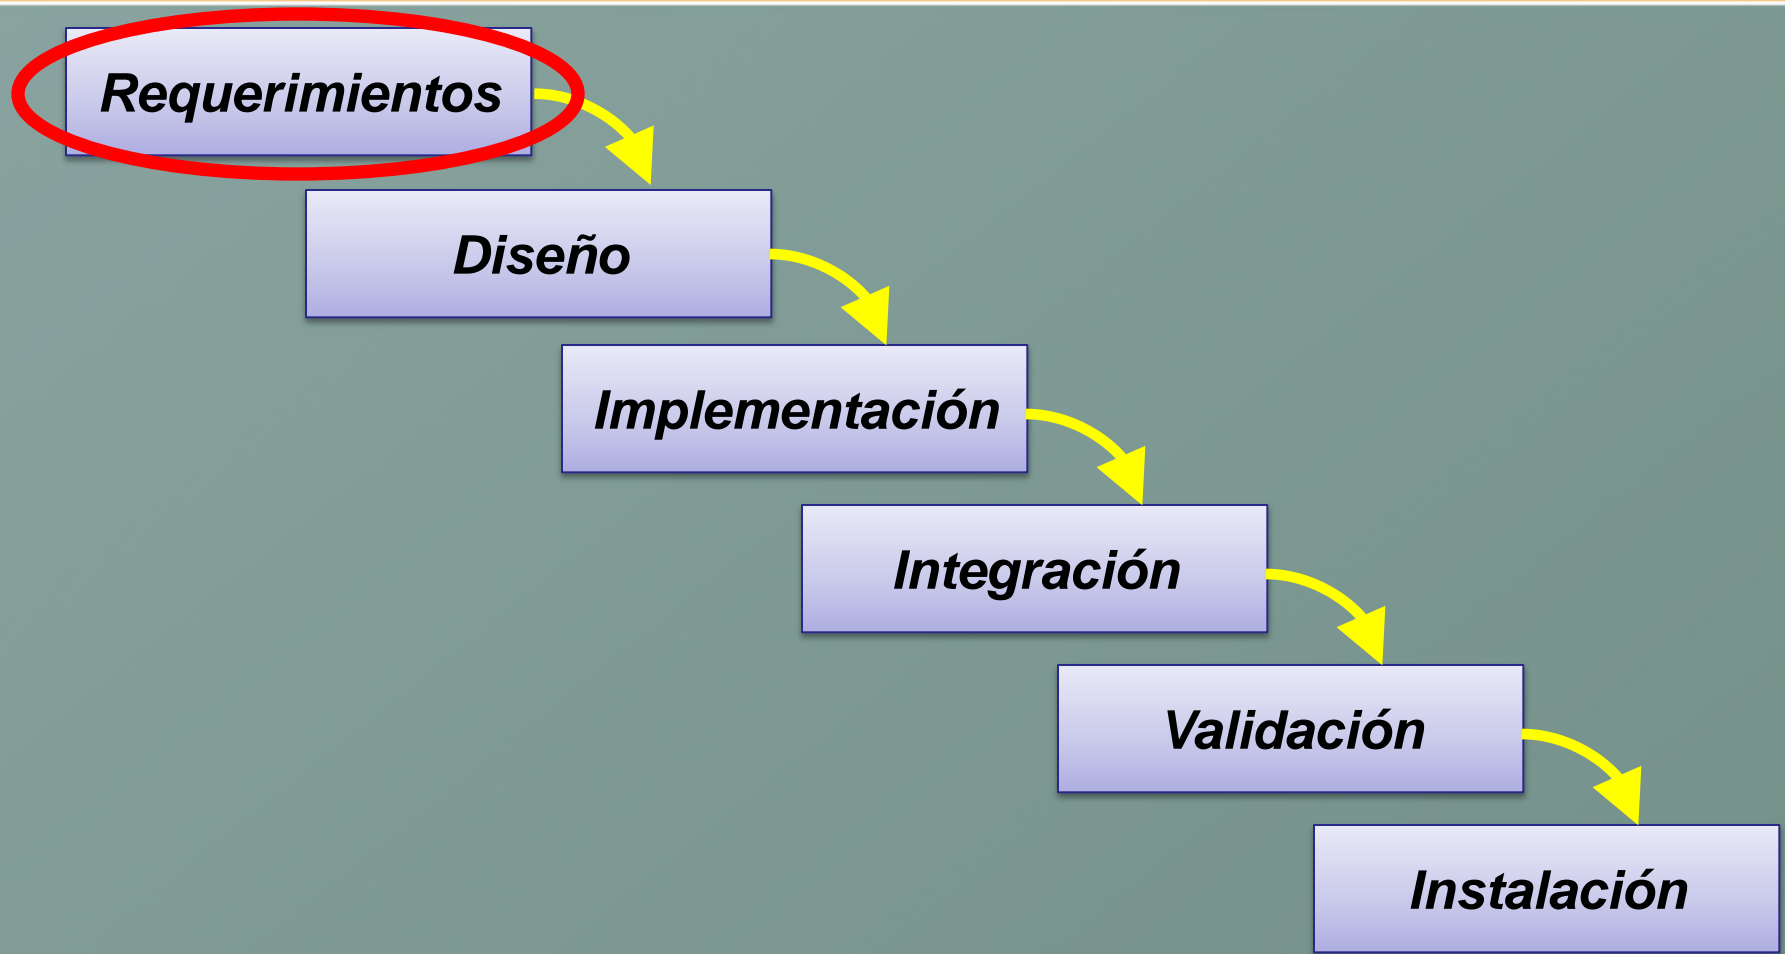 Requerimientos
Diseño
Implementación
Integración
Validación
Instalación